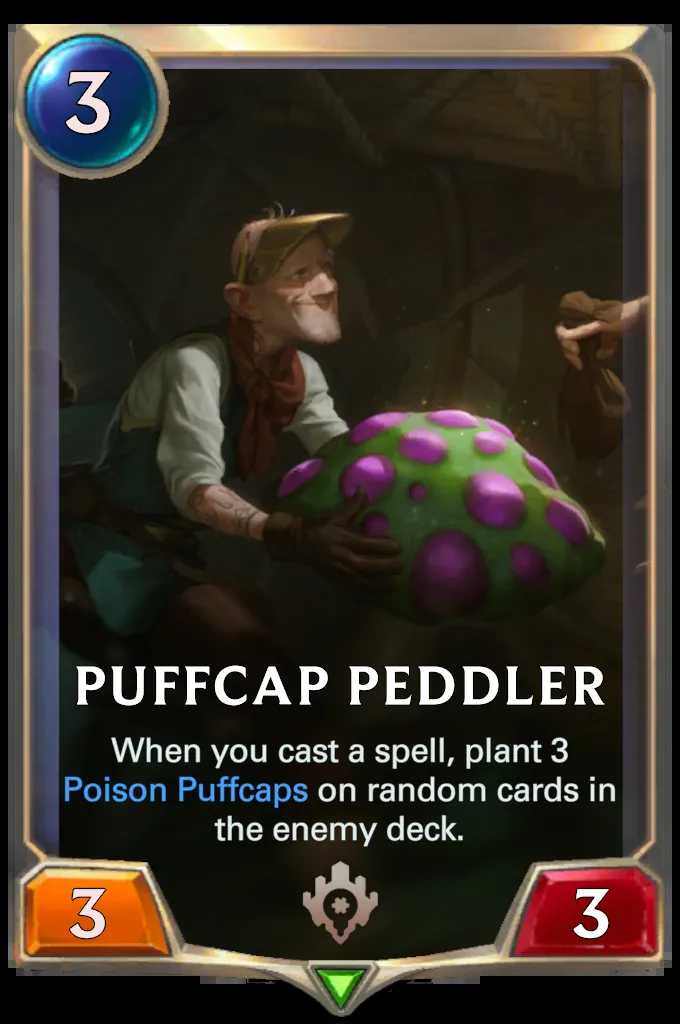 3
PUFFCAP PEDDLER
When you cast a spell, plant 3
Poison Puffcaps on random cards in
the enemy deck.
3
3